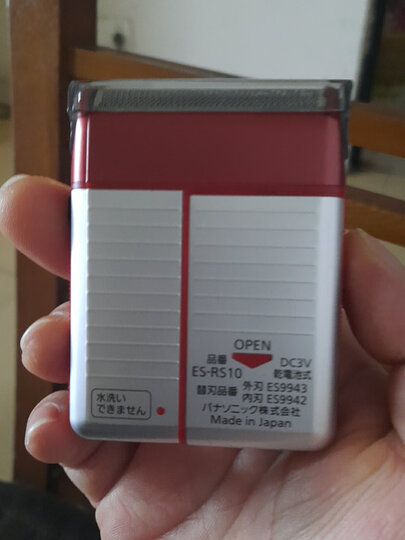 OPEN
品番
ES-RS10
DC3V
乾電池式
替刃品番 外刃 ES9943
内刃 ES9942
パナソニック株式会社
Made in Japan
水洗い
できません